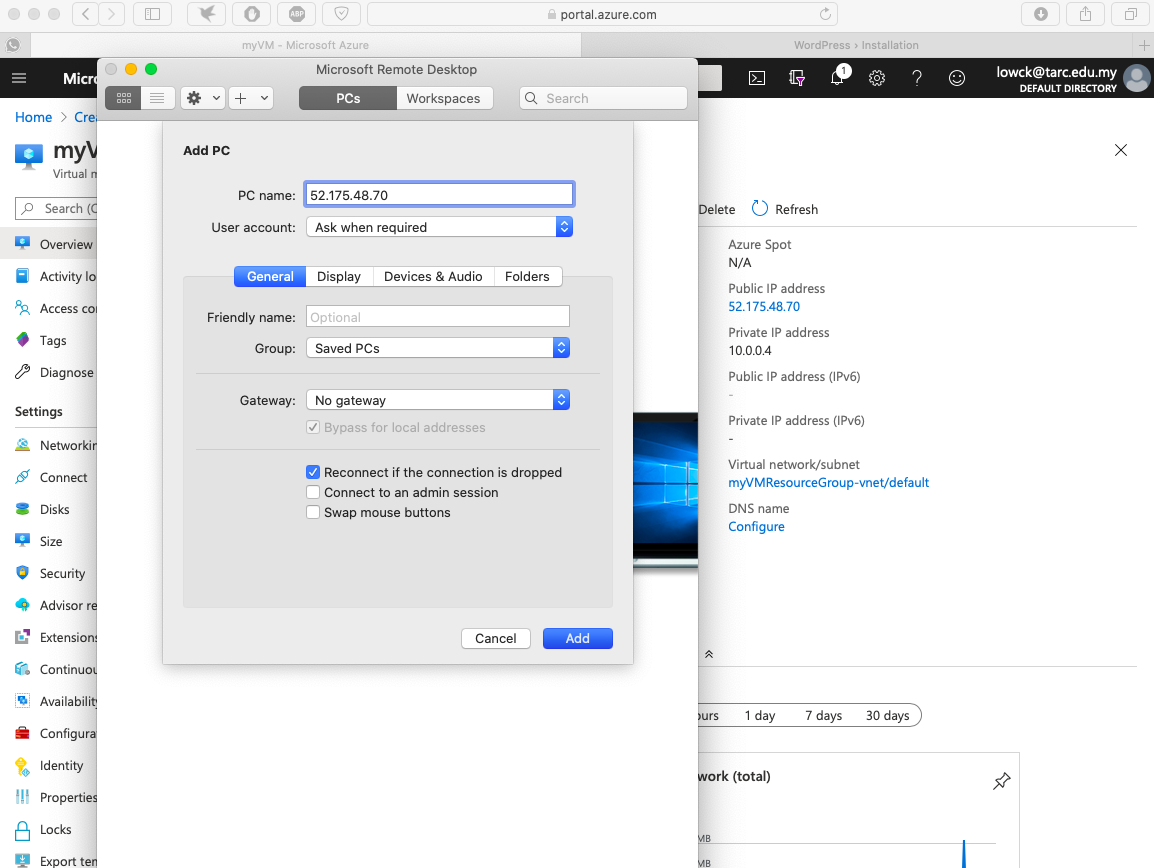 portal.azure.com
ABP
myVM - Microsoft Azure
WordPress › Installation
Micro
1
lowck@tarc.edu.my
DEFAULT DIRECTORY
Home > Crea
myV
Virtual m
Search (C
Overview
Activity lo
Access co
Tags
Diagnose
Settings
Networkin
Connect
Disks
Size
Security
Advisor re
Extensions
Continuou
Availability
Configura
Identity
Properties
Locks
Export tem
Microsoft Remote Desktop
PCs
Workspaces
Search
Add PC
PC name: 52.175.48.70
User account: Ask when required
General Display Devices & Audio Folders
Friendly name: Optional
Group: Saved PCs
Gateway: No gateway
Bypass for local addresses
Reconnect if the connection is dropped
Connect to an admin session
Swap mouse buttons
Cancel Add
Delete Refresh
Azure Spot
N/A
Public IP address
52.175.48.70
Private IP address
10.0.0.4
Public IP address (IPv6)
-
Private IP address (IPv6)
-
Virtual network/subnet
myVMResourceGroup-vnet/default
DNS name
Configure
ours 1 day 7 days 30 days
work (total)
MB
MB